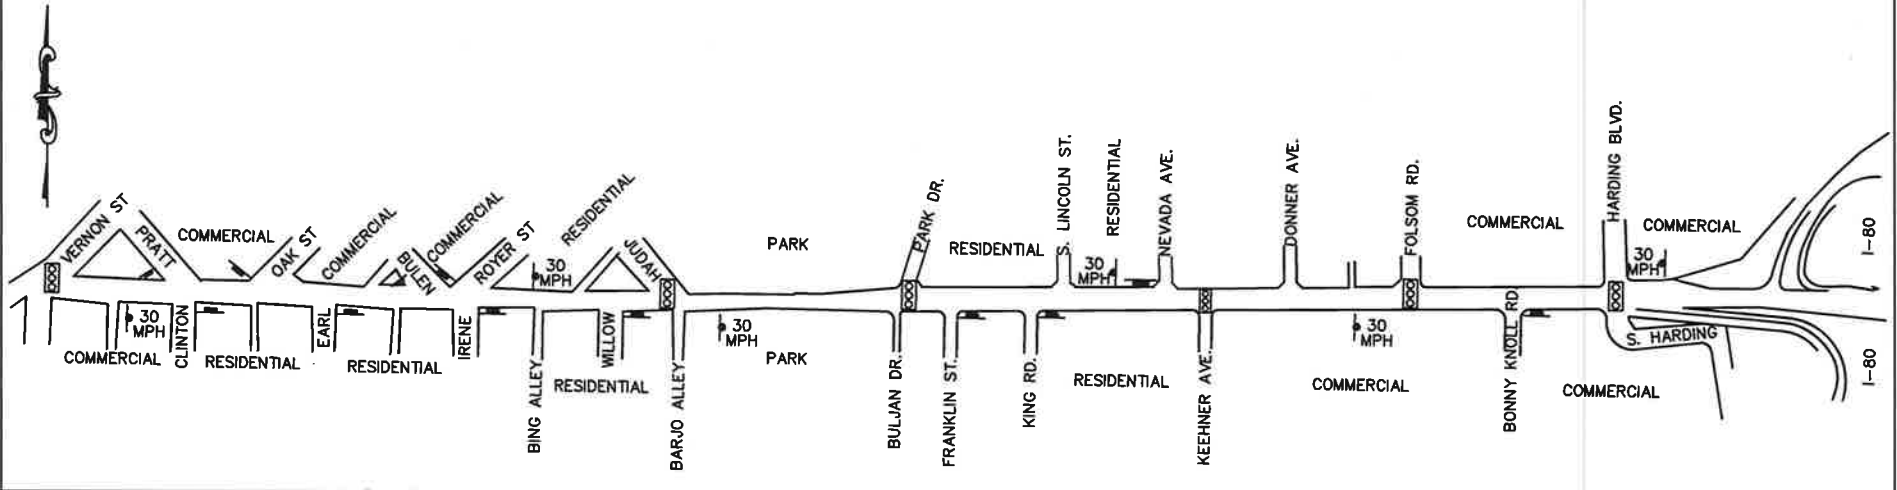 VERNON ST
PRATT
COMMERCIAL
OAK ST
COMMERCIAL
BULEN
COMMERCIAL
ROYER ST
RESIDENTIAL
30
MPH
JUDAH
PARK
PARK DR.
RESIDENTIAL
S. LINCOLN ST.
RESIDENTIAL
30
MPH
NEVADA AVE.
DONNER AVE.
FOLSOM RD.
COMMERCIAL
HARDING BLVD.
COMMERCIAL
30
MPH
I-80
30
MPH
COMMERCIAL
CLINTON
RESIDENTIAL
EARL
RESIDENTIAL
IRENE
BING ALLEY
RESIDENTIAL
WILLOW
BARJO ALLEY
30
MPH
PARK
BULJAN DR.
FRANKLIN ST.
KING RD.
RESIDENTIAL
KEEHNER AVE.
30
MPH
COMMERCIAL
BONNY KNOLL RD.
COMMERCIAL
S. HARDING
I-80